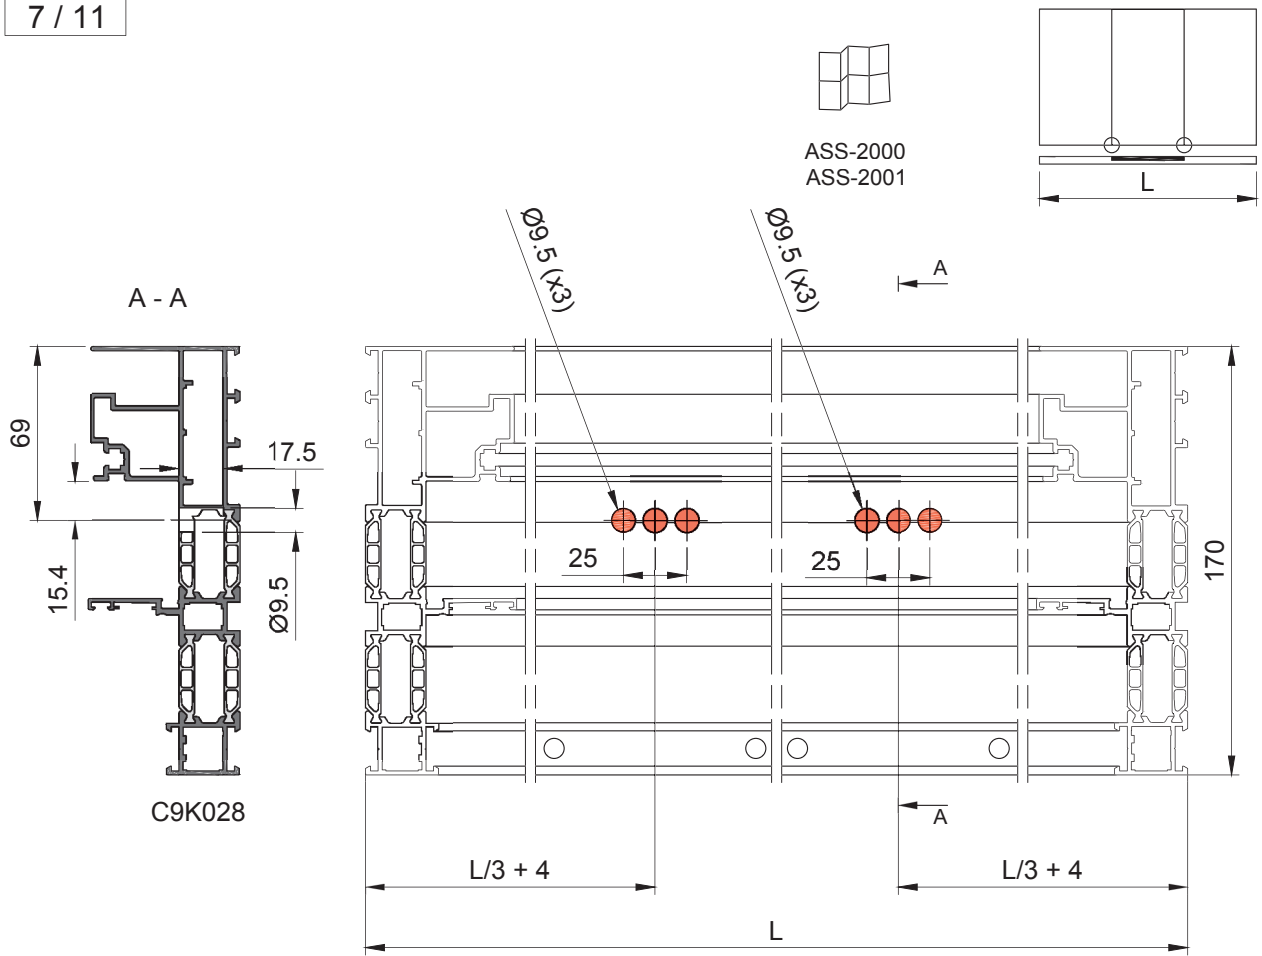 7 / 11
ASS-2000
ASS-2001
L
Ø9.5 (x3)
Ø9.5 (x3)
A
A - A
69
17.5
15.4
Ø9.5
25
25
170
C9K028
A
L/3 + 4
L/3 + 4
L